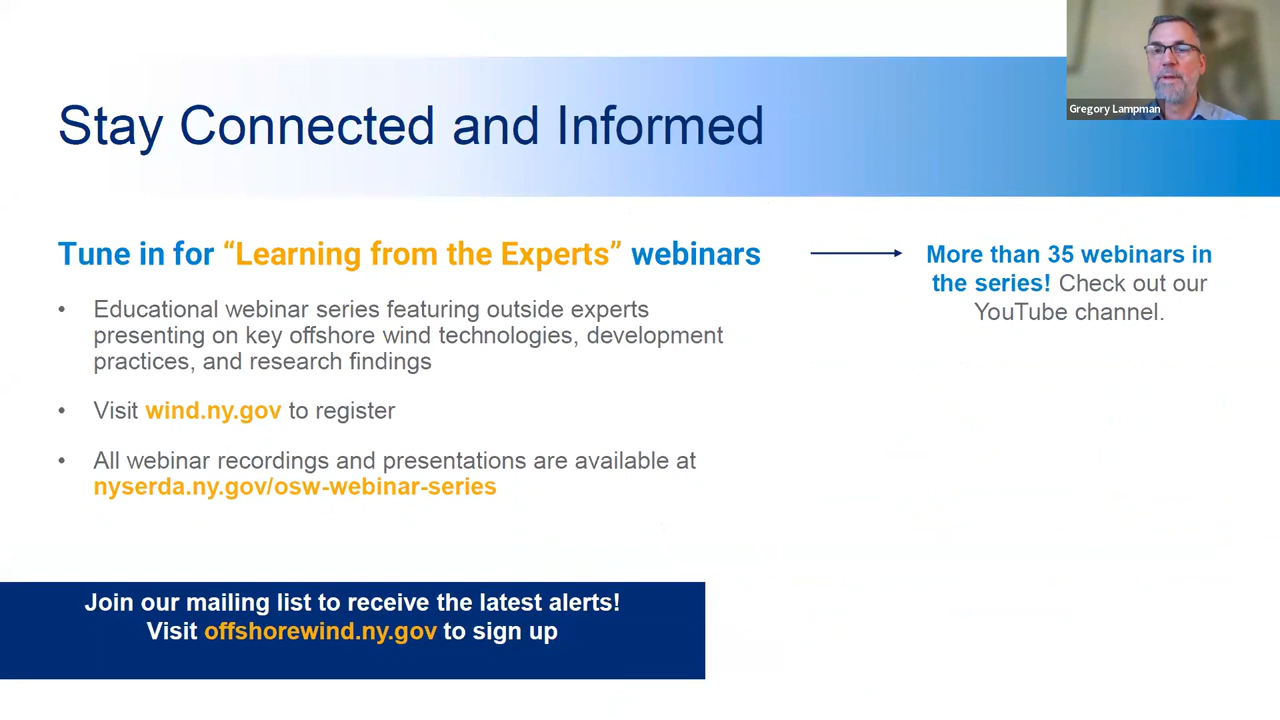 Gregory Lampman
Stay Connected and Informed
Tune in for “Learning from the Experts” webinars
• Educational webinar series featuring outside experts
presenting on key offshore wind technologies, development
practices, and research findings
• Visit wind.ny.gov to register
• All webinar recordings and presentations are available at
nyserda.ny.gov/osw-webinar-series
More than 35 webinars in
the series! Check out our
YouTube channel.
Join our mailing list to receive the latest alerts!
Visit offshorewind.ny.gov to sign up